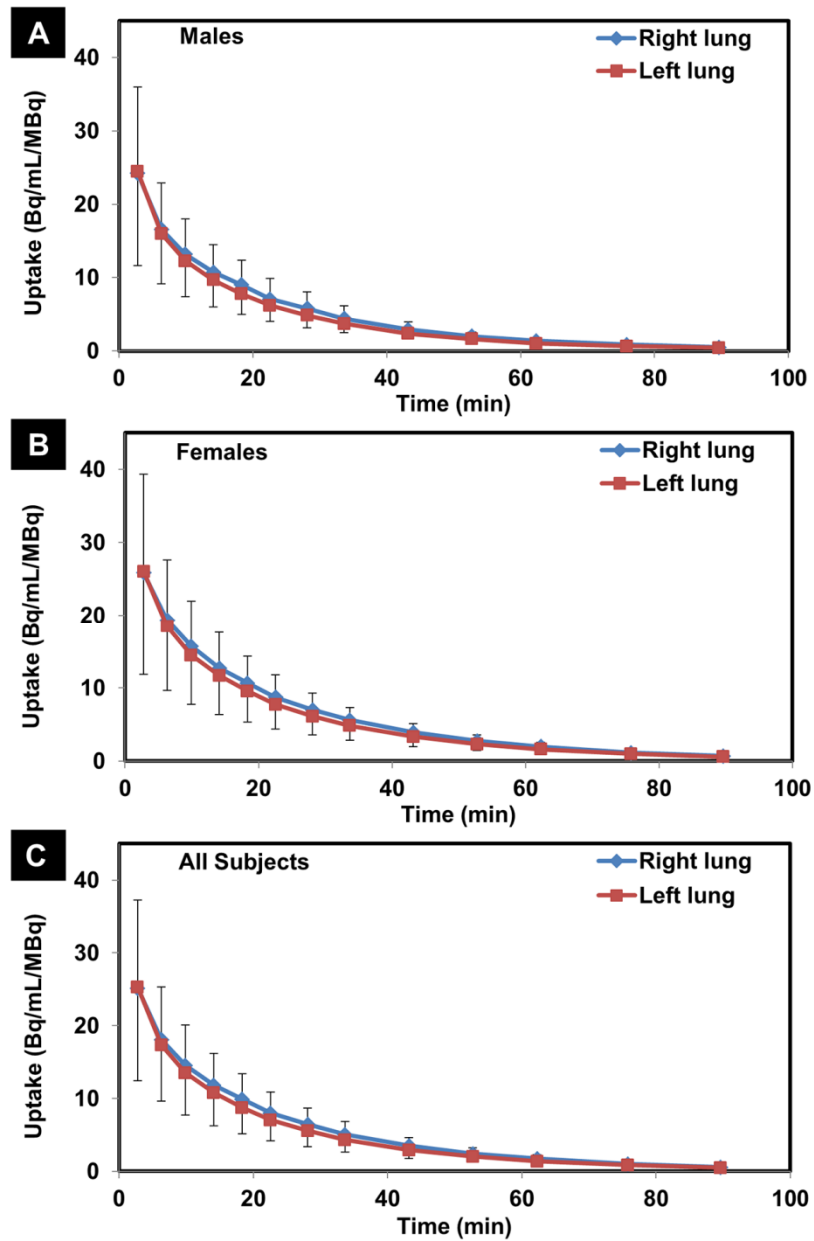 A
Males
Right lung
Left lung
Uptake (Bq/mL/MBq)
40
30
20
10
0
0 20 40 60 80 100
Time (min)
B
Females
Right lung
Left lung
Uptake (Bq/mL/MBq)
40
30
20
10
0
0 20 40 60 80 100
Time (min)
C
All Subjects
Right lung
Left lung
Uptake (Bq/mL/MBq)
40
30
20
10
0
0 20 40 60 80 100
Time (min)